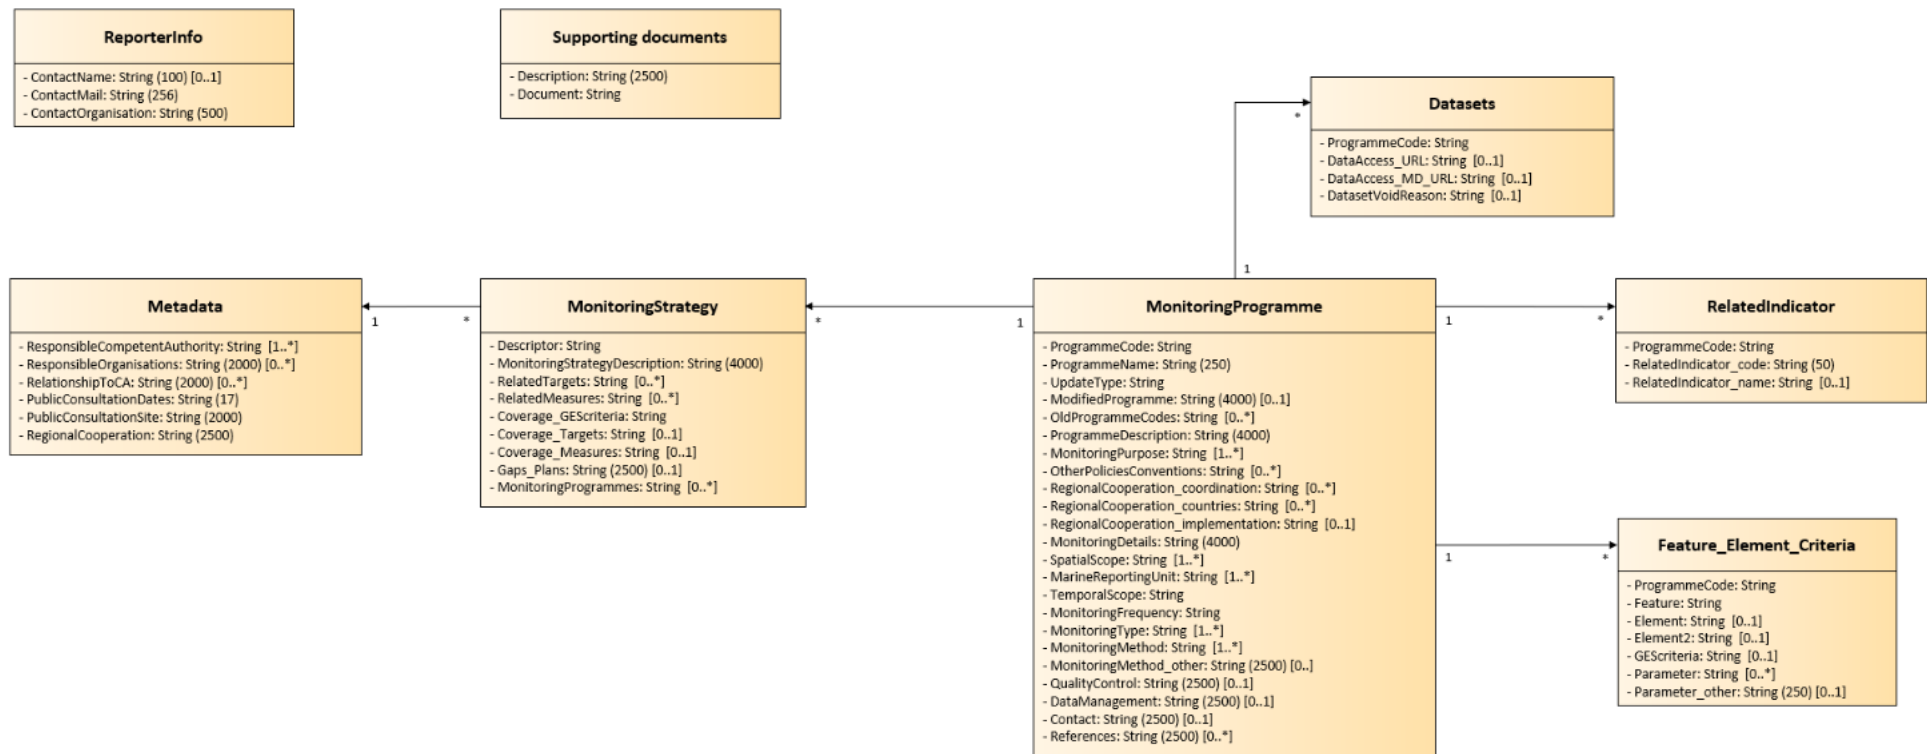 ReporterInfo
- ContactName: String (100) [0..1]
- ContactMail: String (256)
- ContactOrganisation: String (500)
Supporting documents
- Description: String (2500)
- Document: String
Datasets
- ProgrammeCode: String
- DataAccess_URL: String [0..1]
- DataAccess_MD_URL: String [0..1]
- DatasetVoidReason: String [0..1]
*
1
Metadata
- ResponsibleCompetentAuthority: String [1..*]
- ResponsibleOrganisations: String (2000) [0..*]
- RelationshipToCA: String (2000) [0..*]
- PublicConsultationDates: String (17)
- PublicConsultationSite: String (2000)
- RegionalCooperation: String (2500)
1
*
MonitoringStrategy
- Descriptor: String
- MonitoringStrategyDescription: String (4000)
- RelatedTargets: String [0..*]
- RelatedMeasures: String [0..*]
- Coverage_GEScriteria: String
- Coverage_Targets: String [0..1]
- Coverage_Measures: String [0..1]
- Gaps_Plans: String (2500) [0..1]
- MonitoringProgrammes: String [0..*]
*
1
MonitoringProgramme
- ProgrammeCode: String
- ProgrammeName: String (250)
- UpdateType: String
- ModifiedProgramme: String (4000) [0..1]
- OldProgrammeCodes: String [0..*]
- ProgrammeDescription: String (4000)
- MonitoringPurpose: String [1..*]
- OtherPoliciesConventions: String [0..*]
- RegionalCooperation_coordination: String [0..*]
- RegionalCooperation_countries: String [0..*]
- RegionalCooperation_implementation: String [0..1]
- MonitoringDetails: String (4000)
- SpatialScope: String [1..*]
- MarineReportingUnit: String [1..*]
- TemporalScope: String
- MonitoringFrequency: String
- MonitoringType: String [1..*]
- MonitoringMethod: String [1..*]
- MonitoringMethod_other: String (2500) [0..]
- QualityControl: String (2500) [0..1]
- DataManagement: String (2500) [0..1]
- Contact: String (2500) [0..1]
- References: String (2500) [0..*]
1
*
RelatedIndicator
- ProgrammeCode: String
- RelatedIndicator_code: String (50)
- RelatedIndicator_name: String [0..1]
1
*
Feature_Element_Criteria
- ProgrammeCode: String
- Feature: String
- Element: String [0..1]
- Element2: String [0..1]
- GEScriteria: String [0..1]
- Parameter: String [0..*]
- Parameter_other: String (250) [0..1]